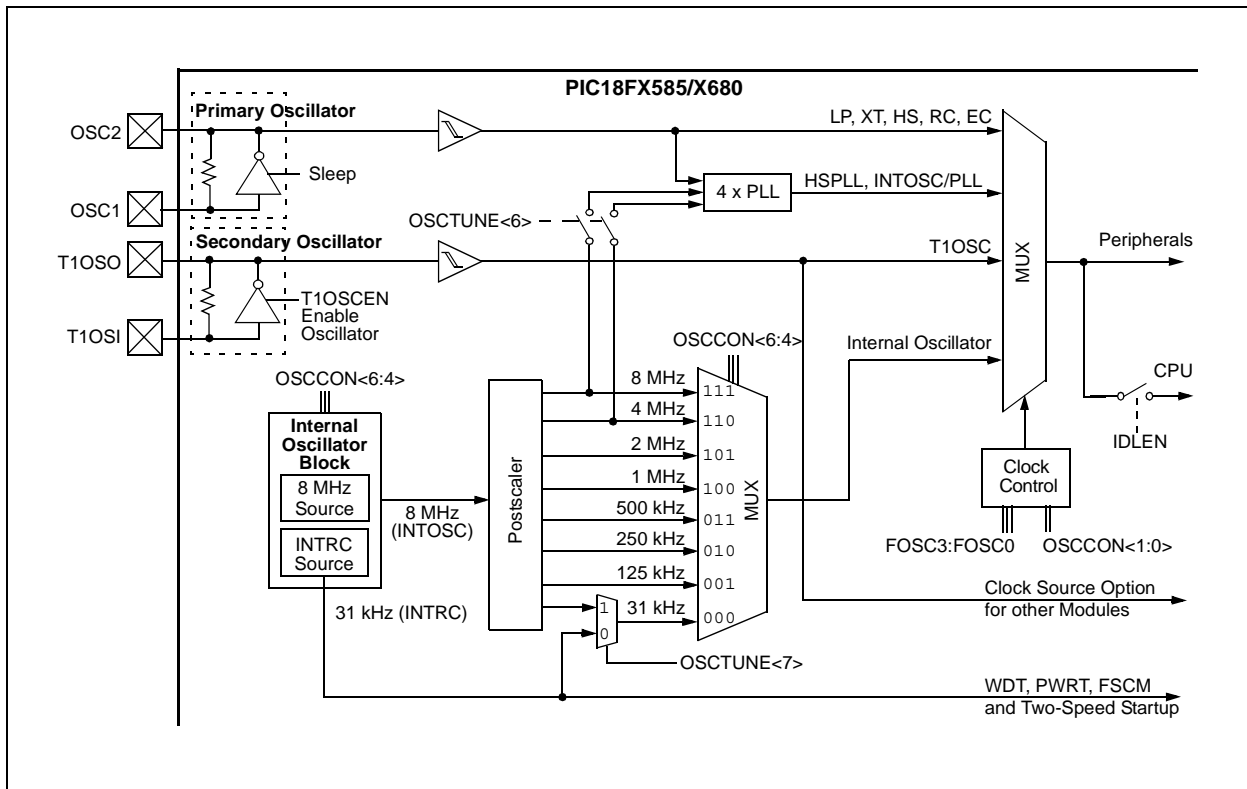 PIC18FX585/X680
Primary Oscillator
OSC2
LP, XT, HS, RC, EC
Sleep
4 x PLL
HSPLL, INTOSC/PLL
OSC1
OSCTUNE<6>
Secondary Oscillator
T1OSO
T1OSC
MUX
Peripherals
T1OSCEN
Enable
Oscillator
T1OSI
OSCCON<6:4>
Internal Oscillator
OSCCON<6:4>
CPU
IDLEN
Internal
Oscillator
Block
8 MHz
Source
INTRC
Source
8 MHz
(INTOSC)
31 kHz (INTRC)
Postscaler
8 MHz
111
4 MHz
110
2 MHz
101
1 MHz
100
500 kHz
011
250 kHz
010
125 kHz
001
1
0
31 kHz
000
MUX
OSCTUNE<7>
Clock
Control
FOSC3:FOSC0
OSCCON<1:0>
Clock Source Option
for other Modules
WDT, PWRT, FSCM
and Two-Speed Startup